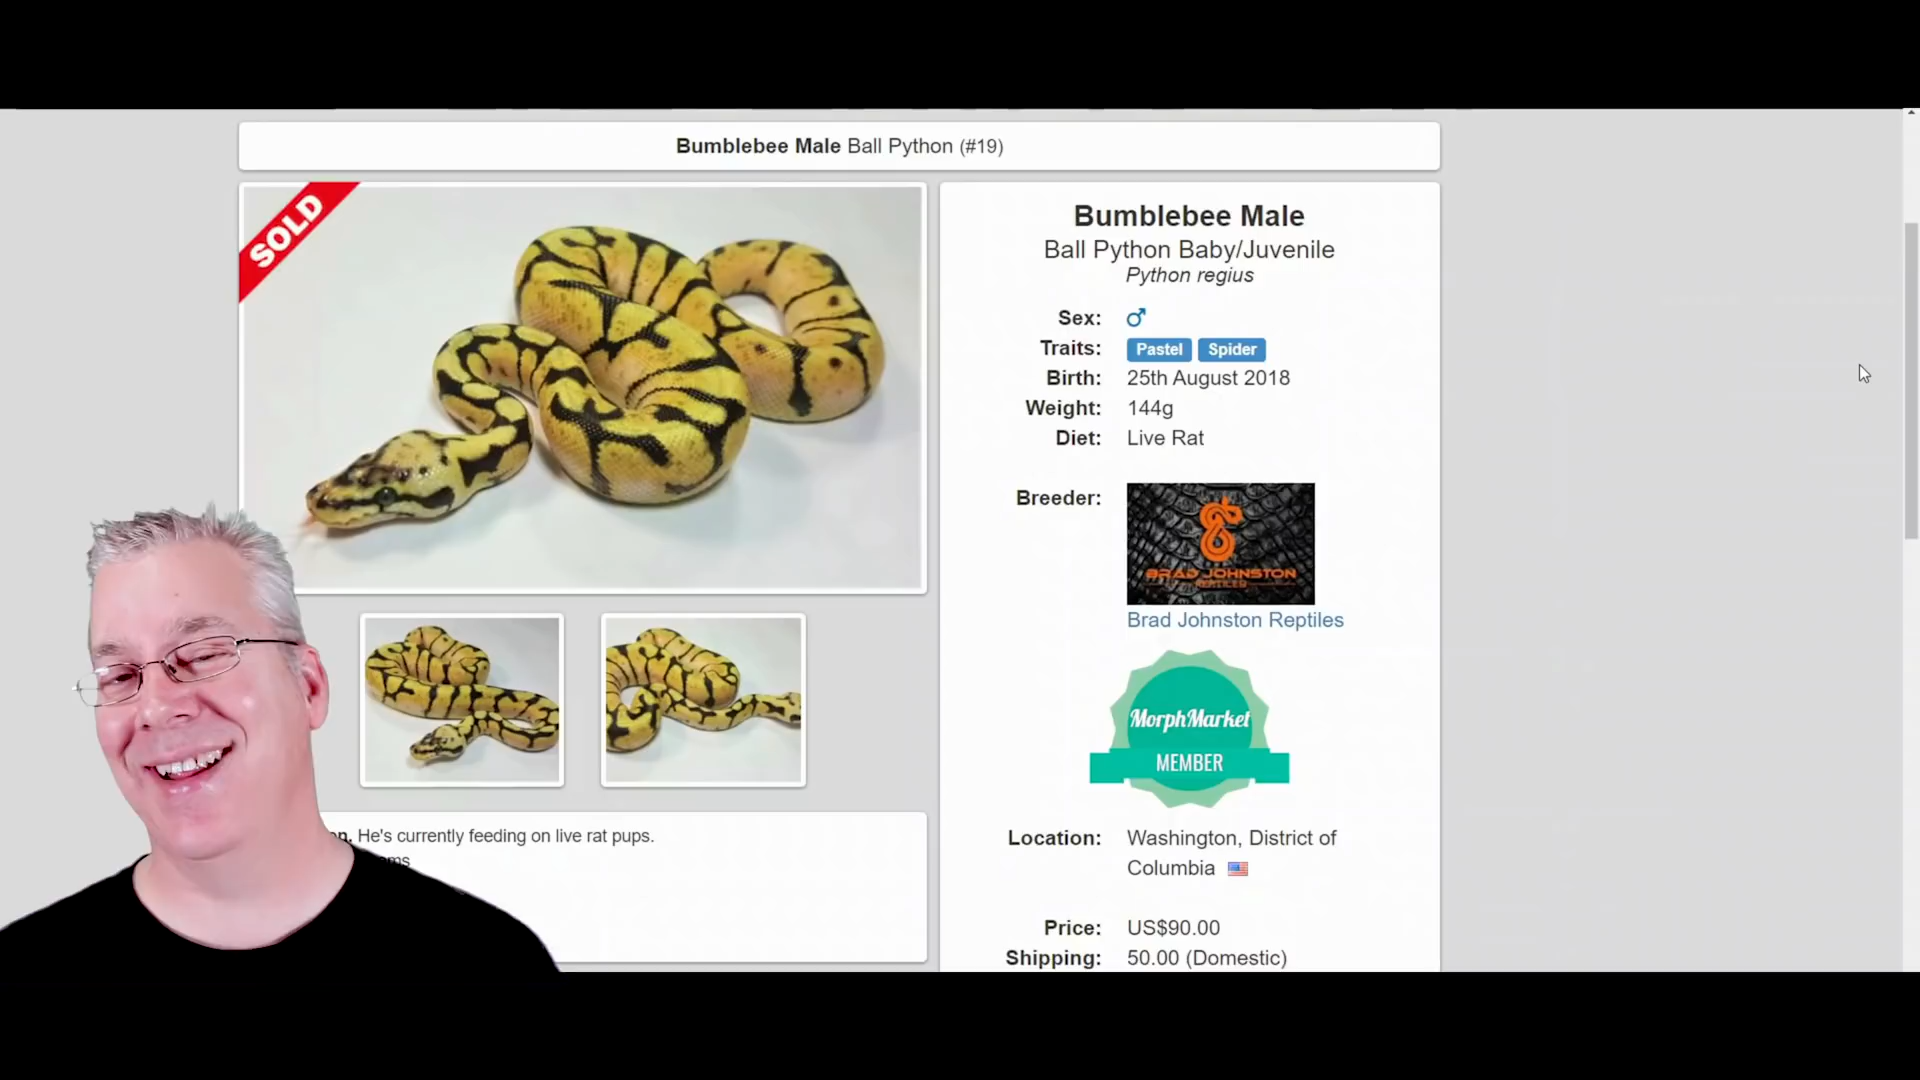 Bumblebee Male Ball Python (#19)
SOLD
Bumblebee Male
Ball Python Baby/Juvenile
Python regius
Sex: ♂
Traits: Pastel Spider
Birth: 25th August 2018
Weight: 144g
Diet: Live Rat
Breeder:
BRAD JOHNSTON
REPTILES
Brad Johnston Reptiles
MorphMarket
MEMBER
Location: Washington, District of
Columbia
Price: US$90.00
Shipping: 50.00 (Domestic)
He's currently feeding on live rat pups.